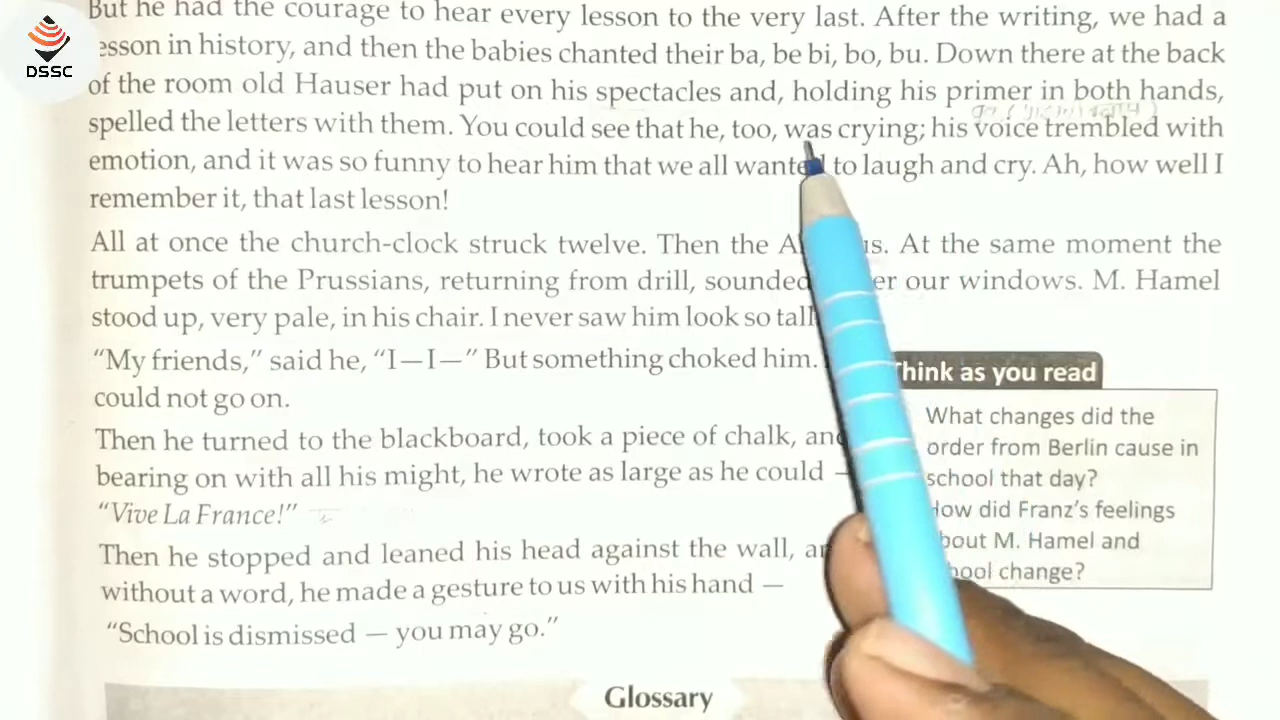 DSSC
But he had the courage to hear every lesson to the very last. After the writing, we had a
esson in history, and then the babies chanted their ba, be bi, bo, bu. Down there at the back
of the room old Hauser had put on his spectacles and, holding his primer in both hands,
spelled the letters with them. You could see that he, too, was crying; his voice trembled with
emotion, and it was so funny to hear him that we all wanted to laugh and cry. Ah, how well I
remember it, that last lesson!
All at once the church-clock struck twelve. Then the A us. At the same moment the
trumpets of the Prussians, returning from drill, sounded er our windows. M. Hamel
stood up, very pale, in his chair. I never saw him look so tall
“My friends,” said he, “I—I—” But something choked him.
could not go on.
Then he turned to the blackboard, took a piece of chalk, and
bearing on with all his might, he wrote as large as he could —
“Vive La France!”
Then he stopped and leaned his head against the wall, an
without a word, he made a gesture to us with his hand —
“School is dismissed — you may go.”
Think as you read
What changes did the
order from Berlin cause in
school that day?
How did Franz’s feelings
bout M. Hamel and
hool change?
Glossary